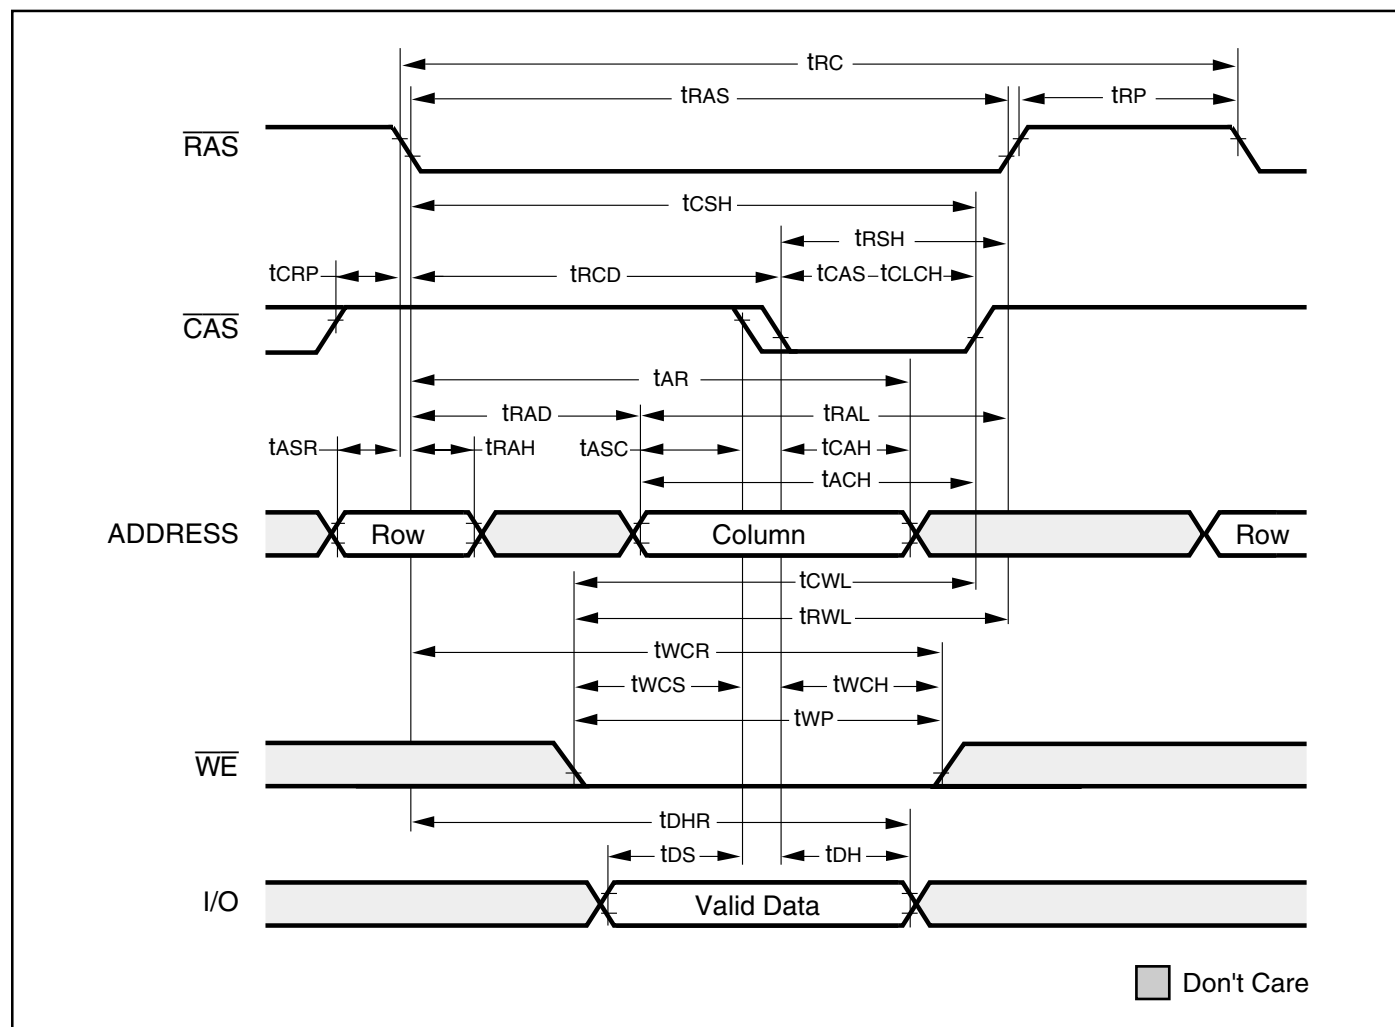 tRC
tRAS
tRP
RAS
tCSH
tRSH
tCRP
tRCD
tCAS
tCLCH
CAS
tAR
tRAD
tRAL
tASR
tRAH
tASC
tCAH
tACH
ADDRESS
Row
Column
Row
tCWL
tRWL
tWCR
tWCS
tWCH
tWP
WE
tDHR
tDS
tDH
I/O
Valid Data
Don't Care